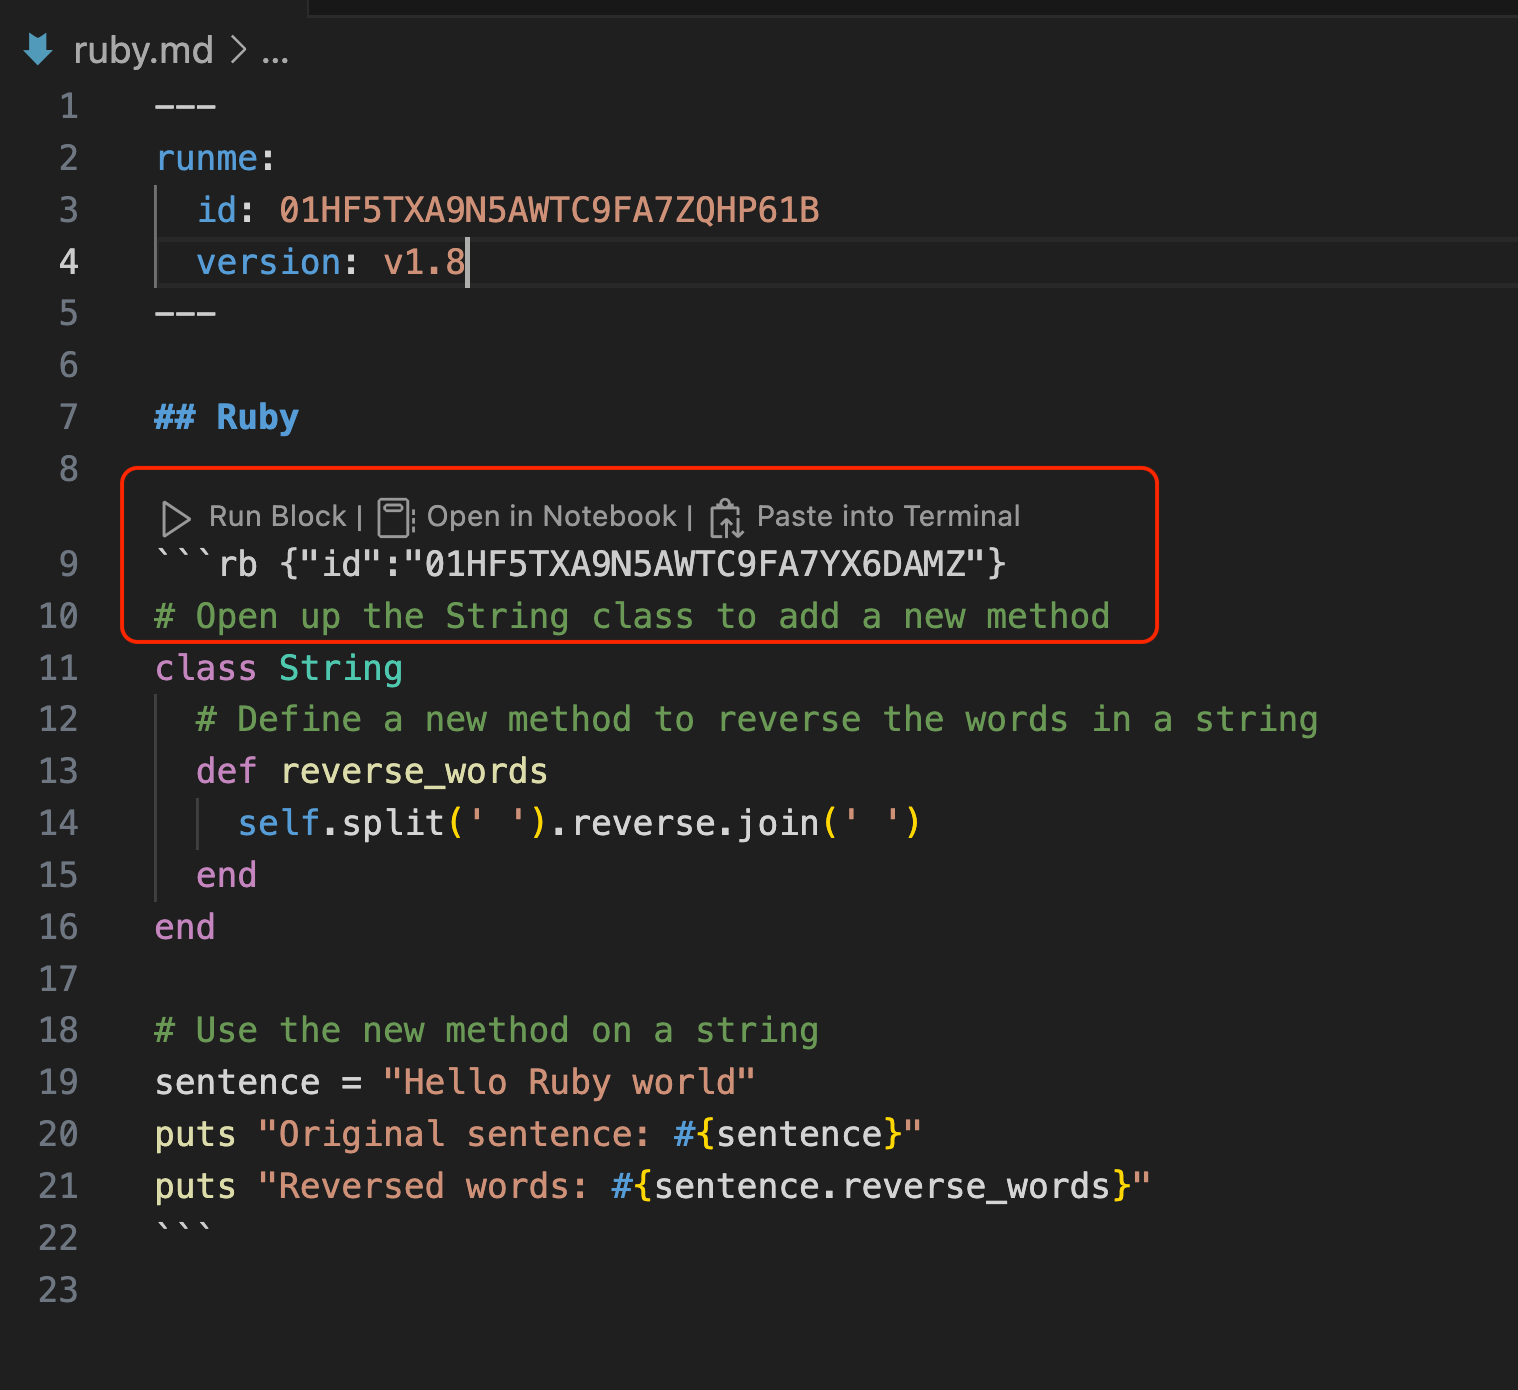 ruby.md > ...
1 ---
2 runme:
3   id: 01HF5TXA9N5AWTC9FA7ZQHP61B
4   version: v1.8
5 ---
6
7 ## Ruby
8
Run Block | Open in Notebook | Paste into Terminal
9 ```rb {"id":"01HF5TXA9N5AWTC9FA7YX6DAMZ"}
10 # Open up the String class to add a new method
11 class String
12   # Define a new method to reverse the words in a string
13   def reverse_words
14     self.split(' ').reverse.join(' ')
15   end
16 end
17
18 # Use the new method on a string
19 sentence = "Hello Ruby world"
20 puts "Original sentence: #{sentence}"
21 puts "Reversed words: #{sentence.reverse_words}"
22 ```
23